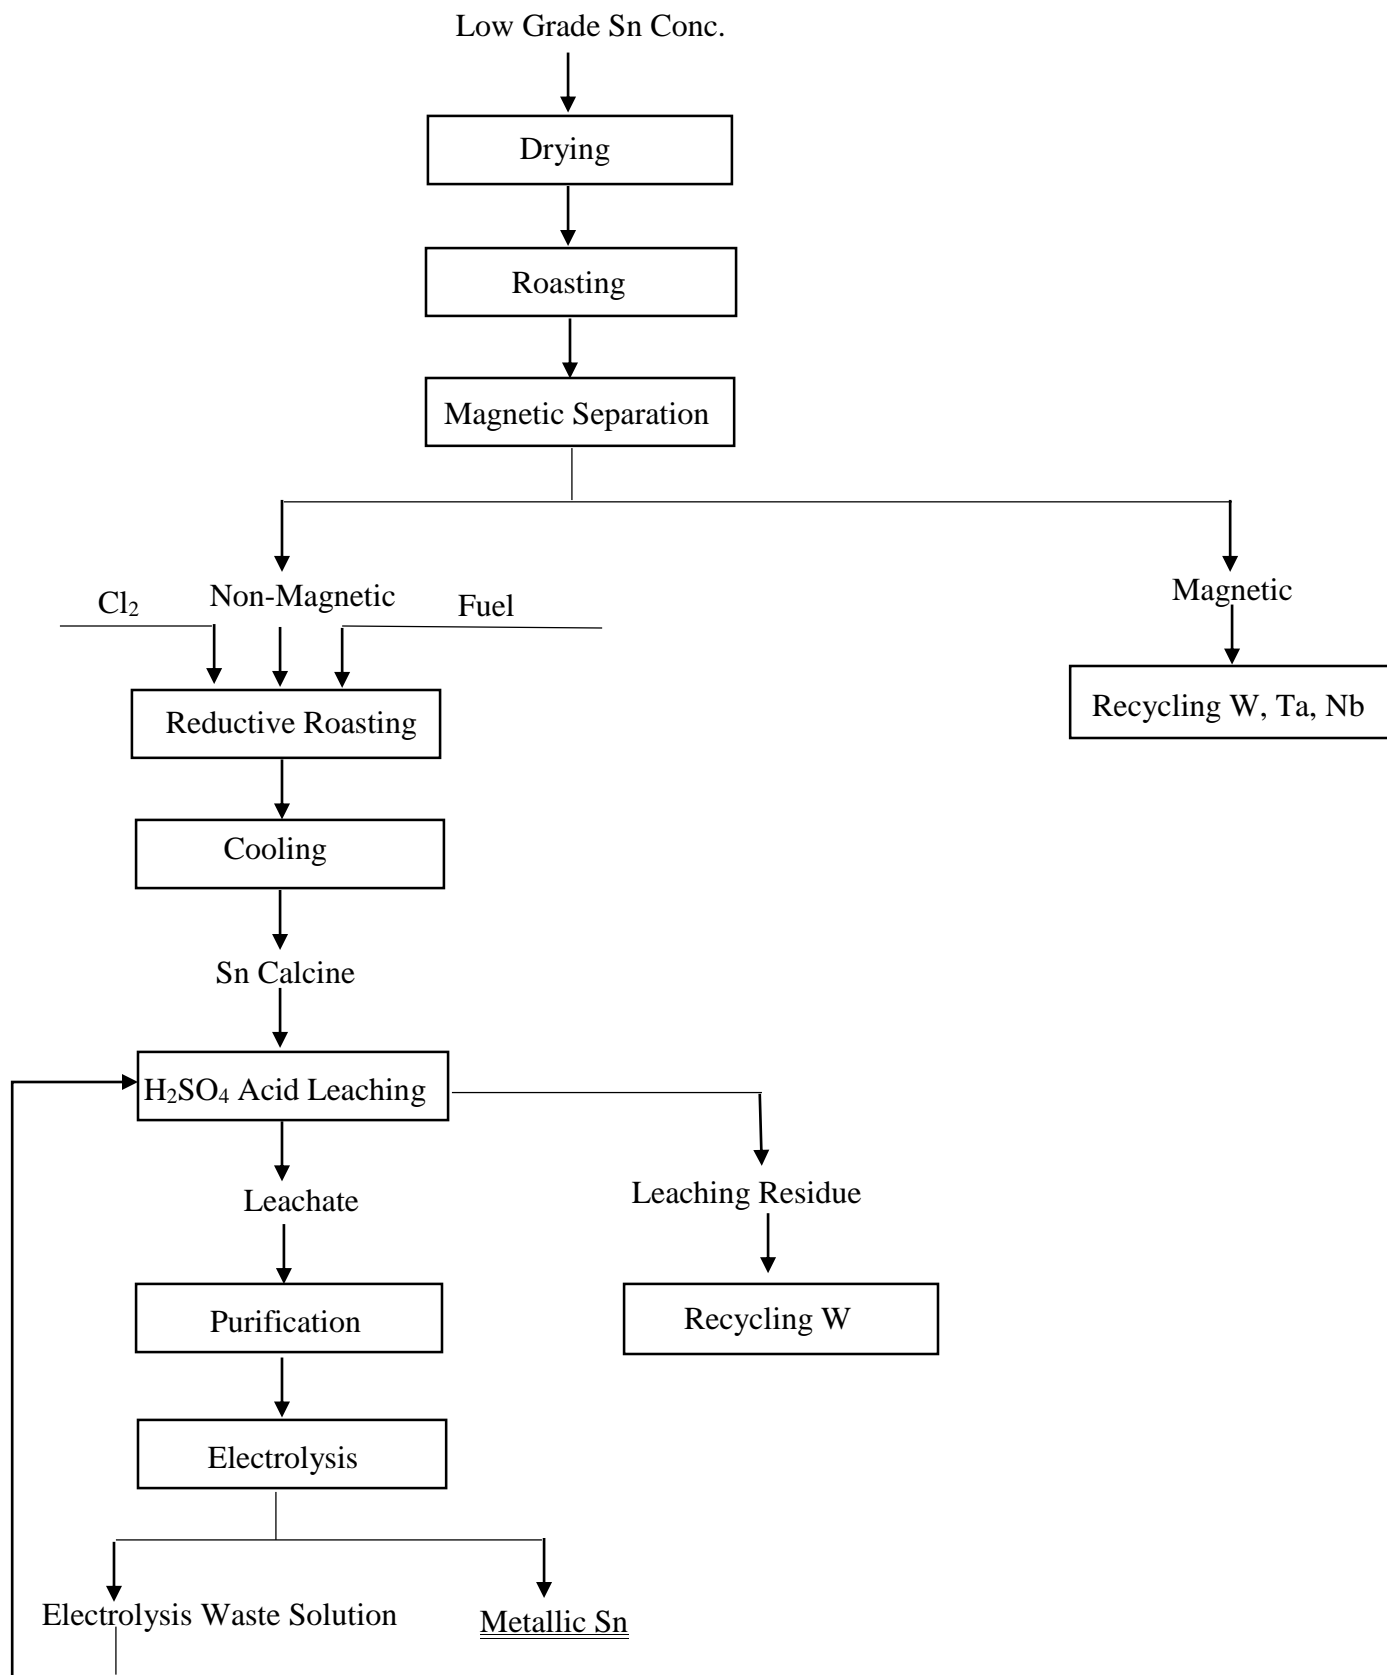 Low Grade Sn Conc.
Drying
Roasting
Magnetic Separation
Non-Magnetic
Magnetic
Cl₂
Fuel
Recycling W, Ta, Nb
Reductive Roasting
Cooling
Sn Calcine
H₂SO₄ Acid Leaching
Leachate
Leaching Residue
Purification
Recycling W
Electrolysis
Electrolysis Waste Solution
Metallic Sn